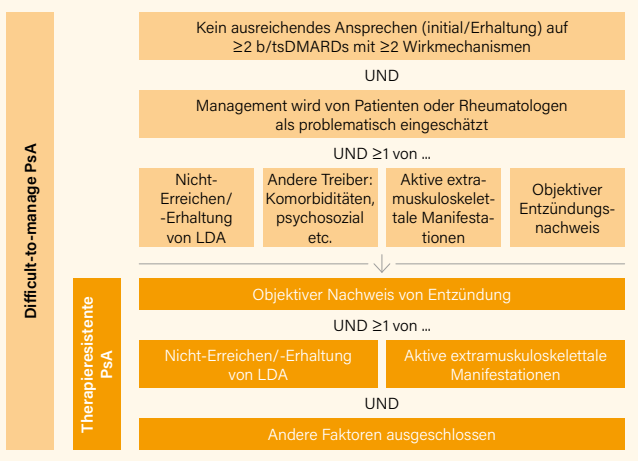 Difficult-to-manage PsA
Kein ausreichendes Ansprechen (initial/Erhaltung) auf
≥2 b/tsDMARDs mit ≥2 Wirkmechanismen
UND
Management wird von Patienten oder Rheumatologen
als problematisch eingeschätzt
UND ≥1 von ...
Nicht-
Erreichen/
-Erhaltung
von LDA
Andere Treiber:
Komorbiditäten,
psychosozial
etc.
Aktive extra-
muskuloskelet-
tale Manifesta-
tionen
Objektiver
Entzündungs-
nachweis
Therapieresistente
PsA
Objektiver Nachweis von Entzündung
UND ≥1 von ...
Nicht-Erreichen/-Erhaltung
von LDA
Aktive extramuskuloskelettale
Manifestationen
UND
Andere Faktoren ausgeschlossen